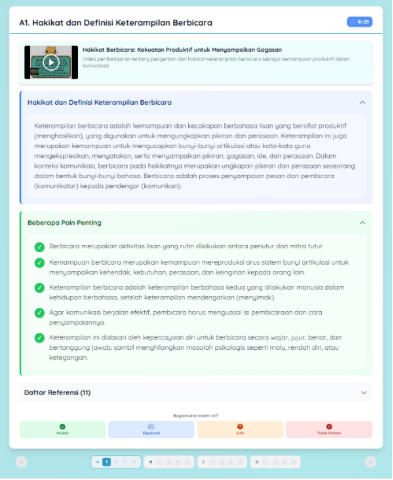 A1. Hakikat dan Definisi Keterampilan Berbicara
Hakikat Berbicara: Kekuatan Produktif untuk Menyampaikan Gagasan
Video pembelajaran tentang pengertian dan hakikat keterampilan berbicara sebagai kemampuan produktif dalam
komunikasi
Hakikat dan Definisi Keterampilan Berbicara
Keterampilan berbicara adalah kemampuan dan kecakapan berbahasa lisan yang bersifat produktif
(menghasilkan), yang digunakan untuk mengungkapkan pikiran dan perasaan. Keterampilan ini juga
merupakan kemampuan untuk mengucapkan bunyi-bunyi artikulasi atau kata-kata guna
mengekspresikan, menyatakan, serta menyampaikan pikiran, gagasan, ide, dan perasaan. Dalam
konteks komunikasi, berbicara pada hakikatnya merupakan ungkapan pikiran dan perasaan seseorang
dalam bentuk bunyi-bunyi bahasa. Berbicara adalah proses penyampaian pesan dari pembicara
(komunikator) kepada pendengar (komunikan).
Beberapa Poin Penting
Berbicara merupakan aktivitas lisan yang rutin dilakukan antara penutur dan mitra tutur.
Kemampuan berbicara merupakan kemampuan mereproduksi arus sistem bunyi artikulasi untuk
menyampaikan kehendak, kebutuhan, perasaan, dan keinginan kepada orang lain.
Keterampilan berbicara adalah keterampilan berbahasa kedua yang dilakukan manusia dalam
kehidupan berbahasa, setelah keterampilan mendengarkan (menyimak).
Agar komunikasi berjalan efektif, pembicara harus menguasai isi pembicaraan dan cara
penyampaiannya.
Keterampilan ini didasari oleh kepercayaan diri untuk berbicara secara wajar, jujur, benar, dan
bertanggung jawab, sambil menghilangkan masalah psikologis seperti malu, rendah diri, atau
ketegangan.
Daftar Referensi (11)
Bagaimana materi ini?
Mudah
Dipahami
Sulit
Tidak Paham